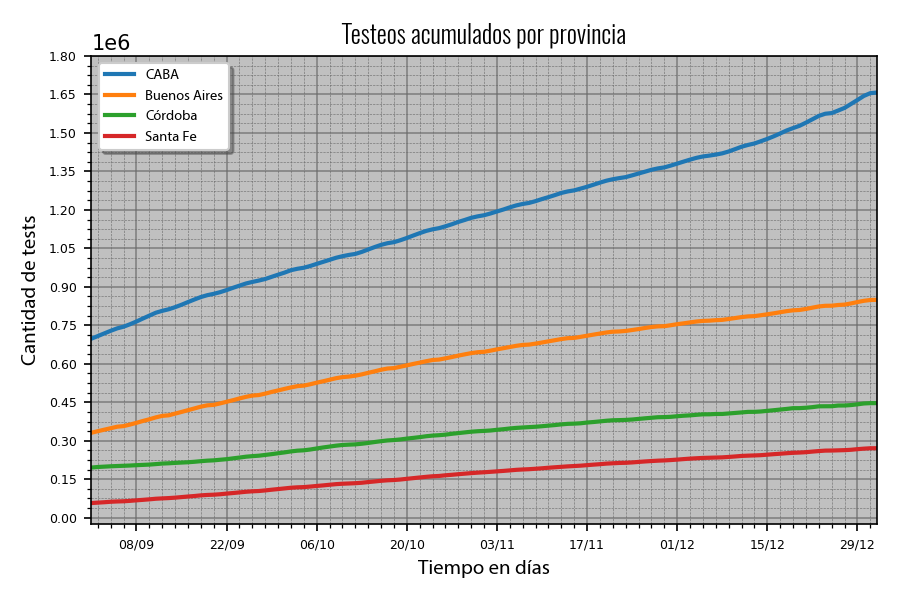 Testeos acumulados por provincia
1e6
CABA
Buenos Aires
Córdoba
Santa Fe
Cantidad de tests
1.80
1.65
1.50
1.35
1.20
1.05
0.90
0.75
0.60
0.45
0.30
0.15
0.00
08/09 22/09 06/10 20/10 03/11 17/11 01/12 15/12 29/12
Tiempo en días